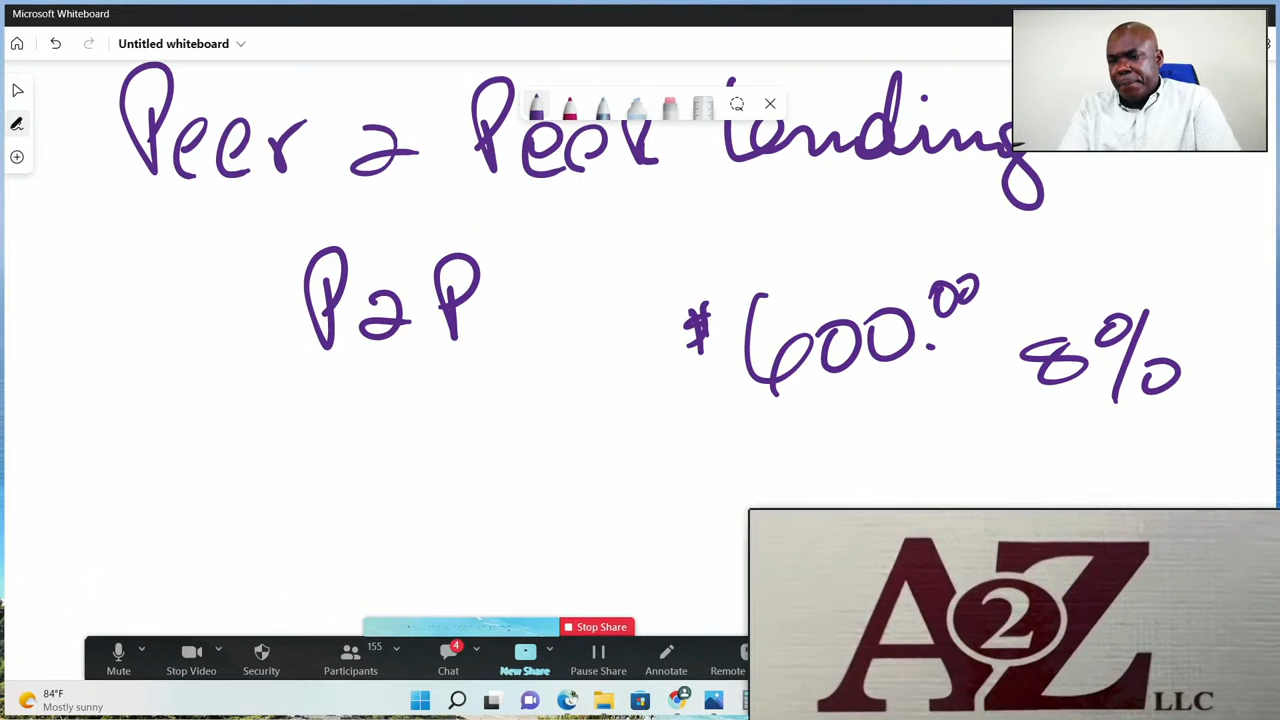 Microsoft Whiteboard
Untitled whiteboard
Peer 2 Peer Lending
P2P
$600.00 8%
Stop Share
155
4
Mute
Stop Video
Security
Participants
Chat
New Share
Pause Share
Annotate
Remote
84°F
Mostly sunny
A2Z
LLC